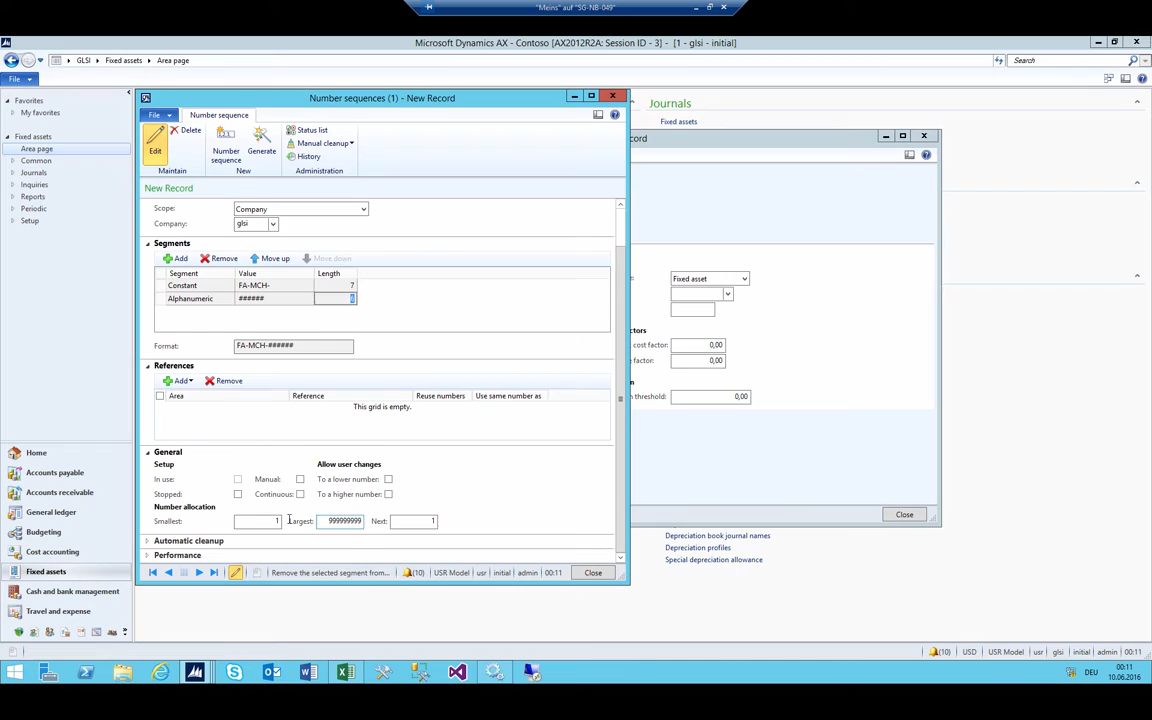 "Meins" auf "SG-NB-049"
Microsoft Dynamics AX - Contoso [AX2012R2A: Session ID - 3] - [1 - glsi - initial]
GLSI
Fixed assets
Area page
Search
File
Favorites
My favorites
Fixed assets
Area page
Common
Journals
Inquiries
Reports
Periodic
Setup
Home
Accounts payable
Accounts receivable
General ledger
Budgeting
Cost accounting
Fixed assets
Cash and bank management
Travel and expense
Number sequences (1) - New Record
File
Number sequence
Edit
Delete
Maintain
Number sequence
Generate
New
Status list
Manual cleanup
History
Administration
New Record
Scope: Company
Company: glsi
Segments
Add Remove Move up Move down
Segment Value Length
Constant FA-MCH- 7
Alphanumeric ###### 6
Format: FA-MCH-######
References
Add Remove
Area Reference Reuse numbers Use same number as
This grid is empty.
General
Setup Allow user changes
In use: Manual: To a lower number:
Stopped: Continuous: To a higher number:
Number allocation
Smallest: 1 Largest: 999999999 Next: 1
Automatic cleanup
Performance
Remove the selected segment from... (10) USR Model usr initial admin 00:11 Close
Journals
Fixed assets
ord
Fixed asset
ctors
cost factor: 0,00
factor: 0,00
m
n threshold: 0,00
Close
Depreciation book journal names
Depreciation profiles
Special depreciation allowance
(10) USD USR Model usr glsi initial admin 00:11
DEU
00:11
10.06.2016